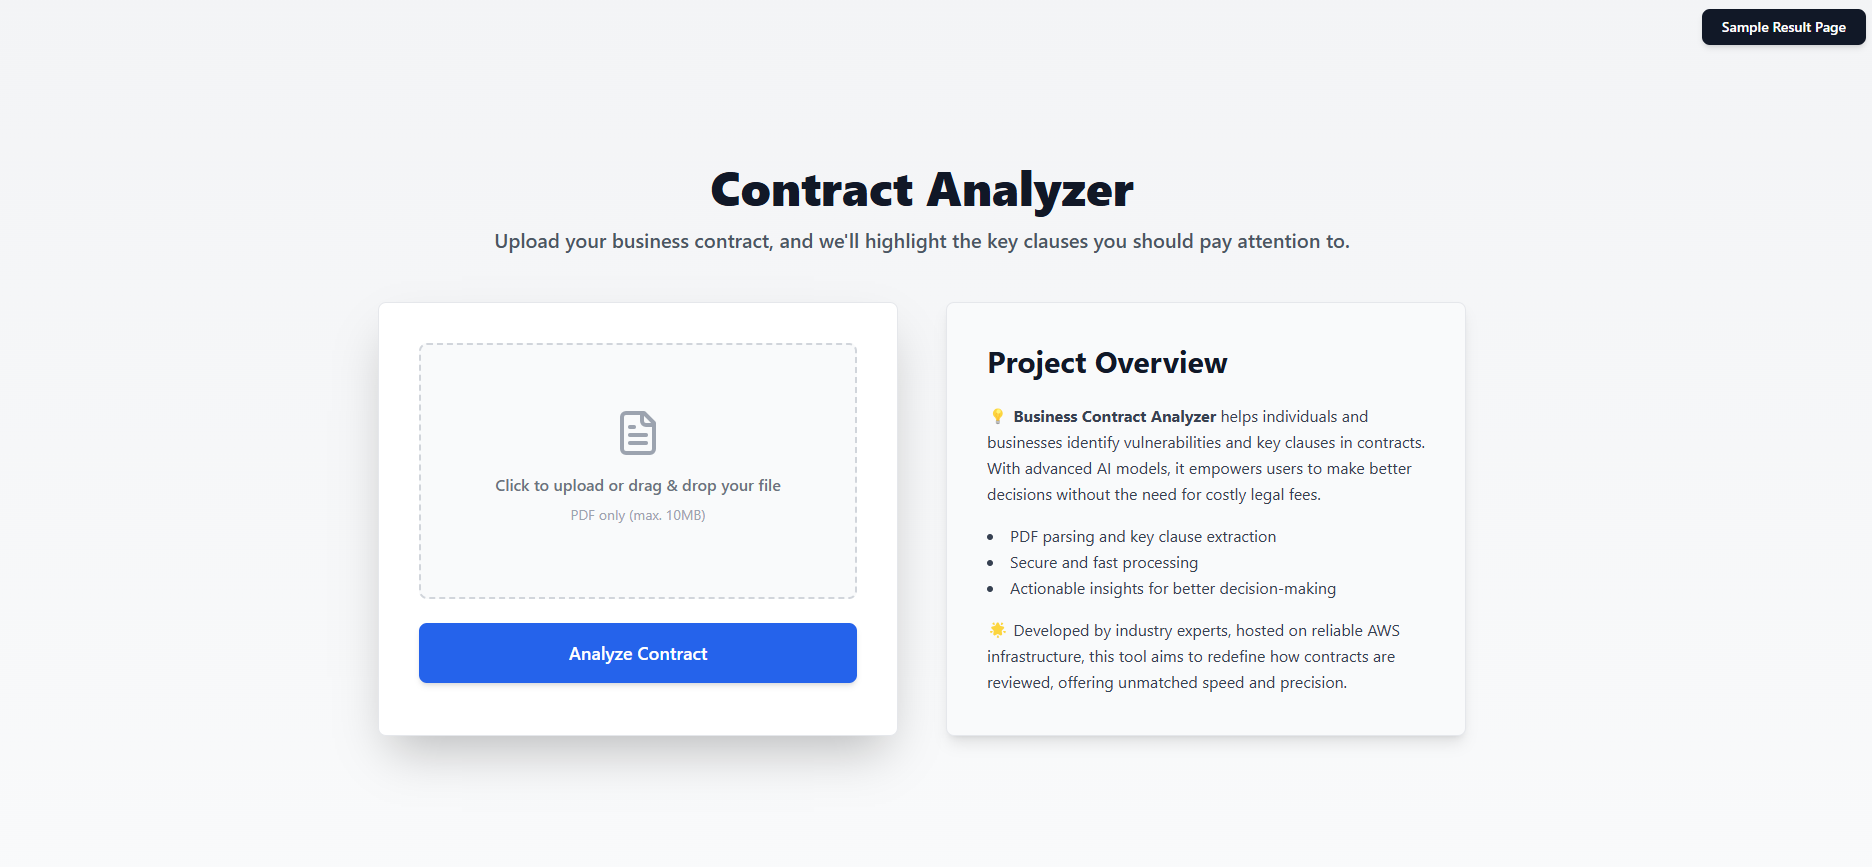 Sample Result Page
Contract Analyzer
Upload your business contract, and we'll highlight the key clauses you should pay attention to.
Click to upload or drag & drop your file
PDF only (max. 10MB)
Analyze Contract
Project Overview
💡 Business Contract Analyzer helps individuals and
businesses identify vulnerabilities and key clauses in contracts.
With advanced AI models, it empowers users to make better
decisions without the need for costly legal fees.
• PDF parsing and key clause extraction
• Secure and fast processing
• Actionable insights for better decision-making
🌟 Developed by industry experts, hosted on reliable AWS
infrastructure, this tool aims to redefine how contracts are
reviewed, offering unmatched speed and precision.